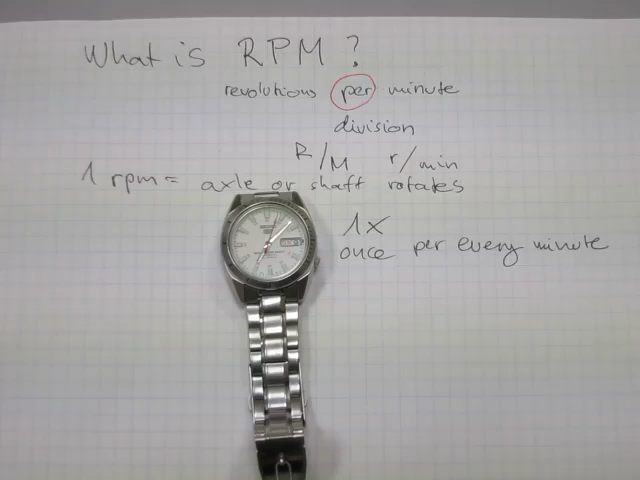 What is RPM?
revolutions per minute
division
R/M r/min
1 rpm = axle or shaft rotates
1x
once per every minute